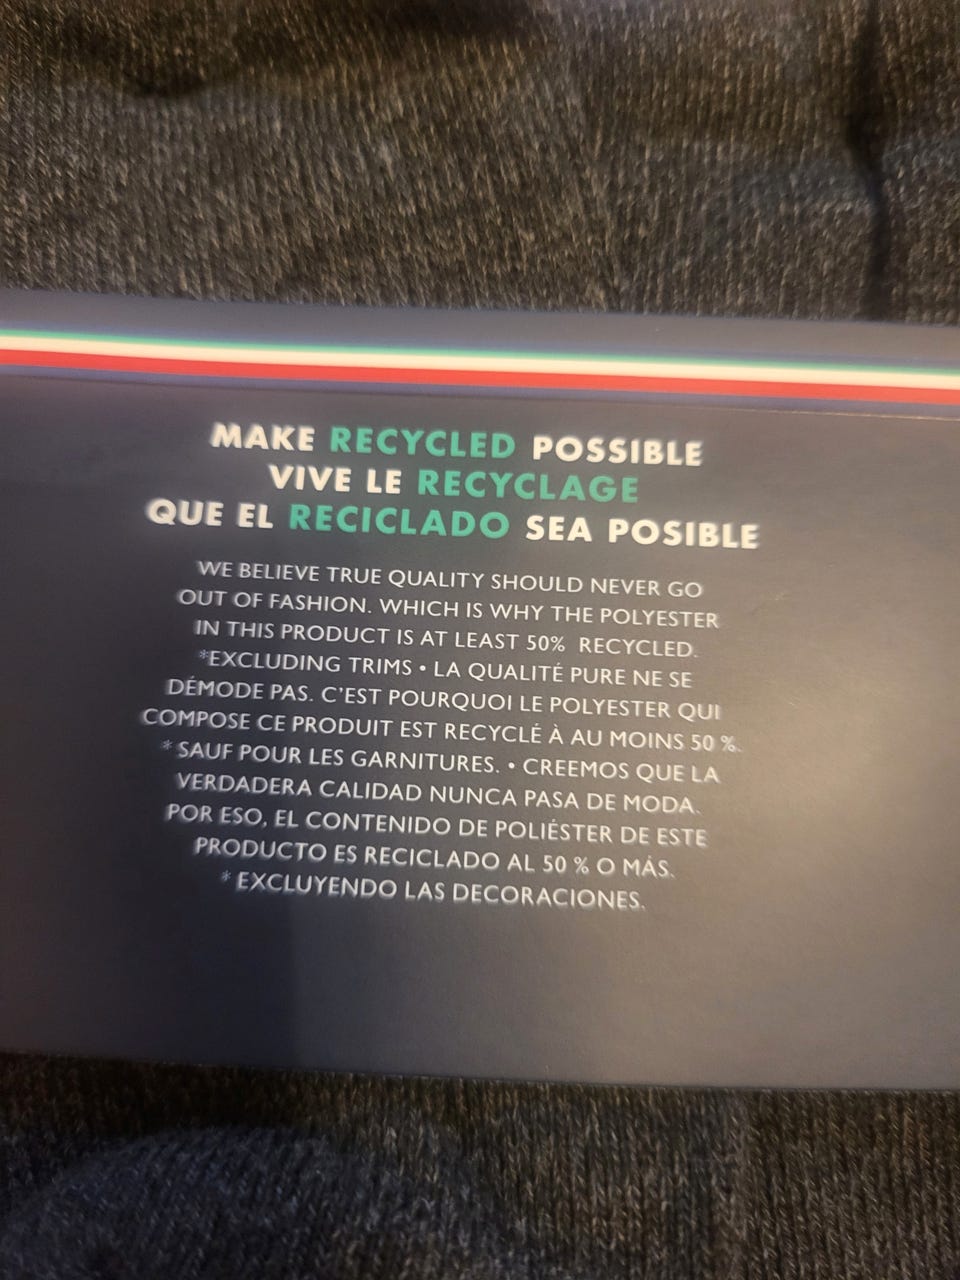 MAKE RECYCLED POSSIBLE
VIVE LE RECYCLAGE
QUE EL RECICLADO SEA POSIBLE
WE BELIEVE TRUE QUALITY SHOULD NEVER GO
OUT OF FASHION. WHICH IS WHY THE POLYESTER
IN THIS PRODUCT IS AT LEAST 50% RECYCLED.
*EXCLUDING TRIMS • LA QUALITÉ PURE NE SE
DÉMODE PAS. C'EST POURQUOI LE POLYESTER QUI
COMPOSE CE PRODUIT EST RECYCLÉ À AU MOINS 50 %.
* SAUF POUR LES GARNITURES. • CREEMOS QUE LA
VERDADERA CALIDAD NUNCA PASA DE MODA.
POR ESO, EL CONTENIDO DE POLIÉSTER DE ESTE
PRODUCTO ES RECICLADO AL 50 % O MÁS.
* EXCLUYENDO LAS DECORACIONES.